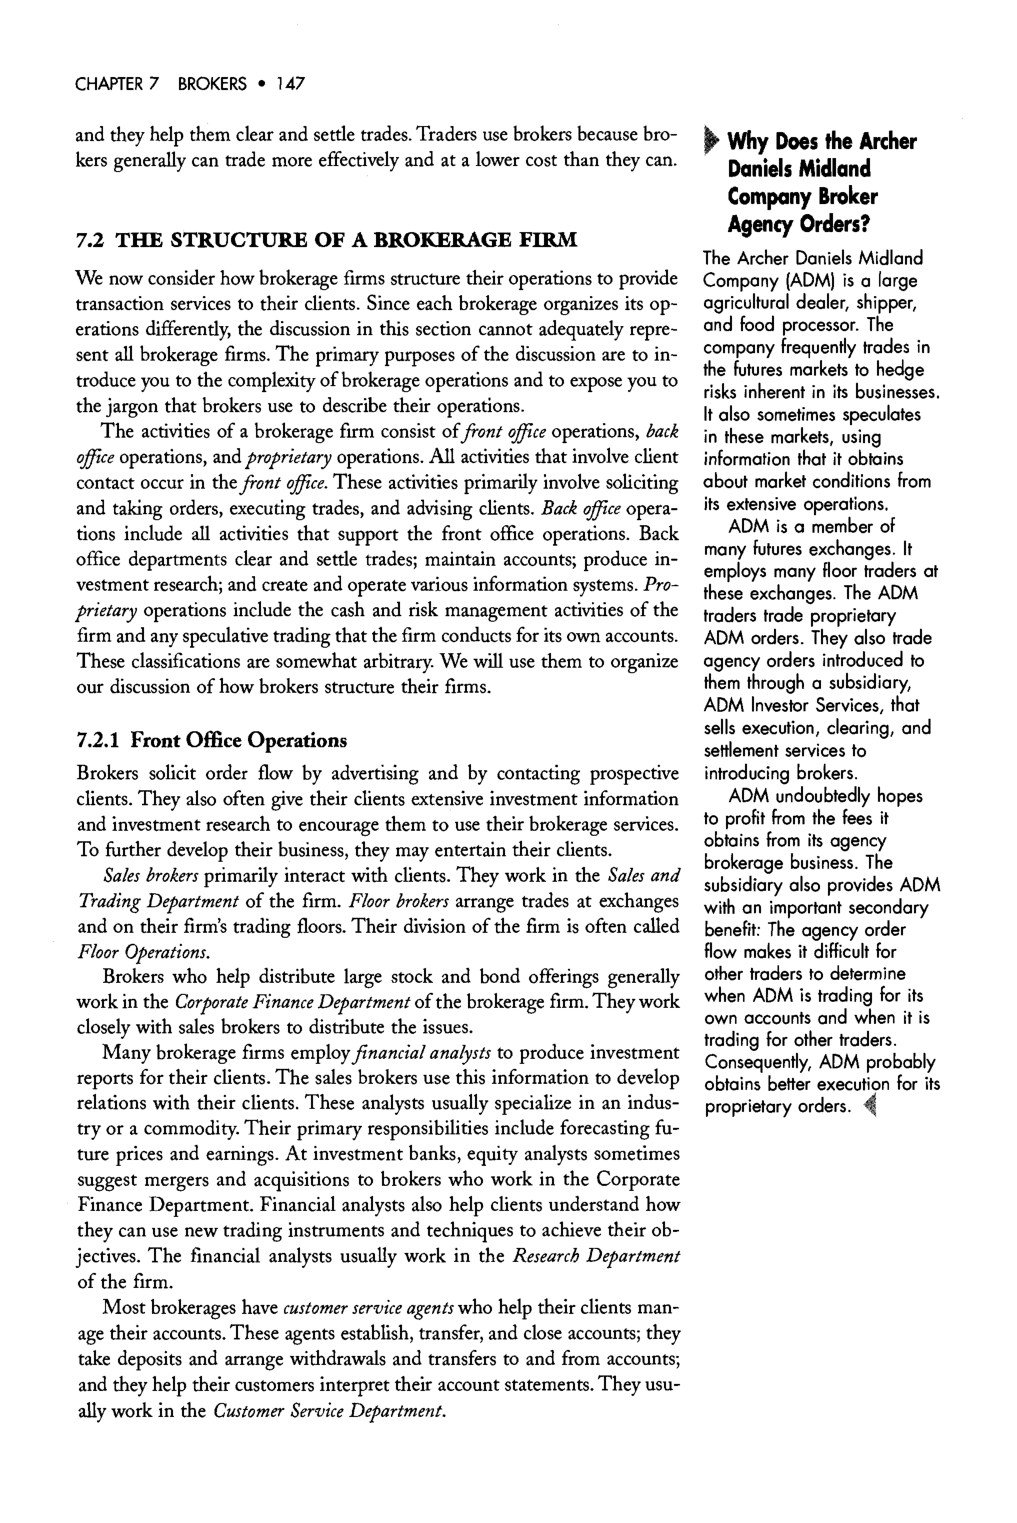 CHAPTER 7 BROKERS • 147
and they help them clear and settle trades. Traders use brokers because bro-
kers generally can trade more effectively and at a lower cost than they can.
7.2 THE STRUCTURE OF A BROKERAGE FIRM
We now consider how brokerage firms structure their operations to provide
transaction services to their clients. Since each brokerage organizes its op-
erations differently, the discussion in this section cannot adequately repre-
sent all brokerage firms. The primary purposes of the discussion are to in-
troduce you to the complexity of brokerage operations and to expose you to
the jargon that brokers use to describe their operations.
The activities of a brokerage firm consist of front office operations, back
office operations, and proprietary operations. All activities that involve client
contact occur in the front office. These activities primarily involve soliciting
and taking orders, executing trades, and advising clients. Back office opera-
tions include all activities that support the front office operations. Back
office departments clear and settle trades; maintain accounts; produce in-
vestment research; and create and operate various information systems. Pro-
prietary operations include the cash and risk management activities of the
firm and any speculative trading that the firm conducts for its own accounts.
These classifications are somewhat arbitrary. We will use them to organize
our discussion of how brokers structure their firms.
7.2.1 Front Office Operations
Brokers solicit order flow by advertising and by contacting prospective
clients. They also often give their clients extensive investment information
and investment research to encourage them to use their brokerage services.
To further develop their business, they may entertain their clients.
Sales brokers primarily interact with clients. They work in the Sales and
Trading Department of the firm. Floor brokers arrange trades at exchanges
and on their firm's trading floors. Their division of the firm is often called
Floor Operations.
Brokers who help distribute large stock and bond offerings generally
work in the Corporate Finance Department of the brokerage firm. They work
closely with sales brokers to distribute the issues.
Many brokerage firms employ financial analysts to produce investment
reports for their clients. The sales brokers use this information to develop
relations with their clients. These analysts usually specialize in an indus-
try or a commodity. Their primary responsibilities include forecasting fu-
ture prices and earnings. At investment banks, equity analysts sometimes
suggest mergers and acquisitions to brokers who work in the Corporate
Finance Department. Financial analysts also help clients understand how
they can use new trading instruments and techniques to achieve their ob-
jectives. The financial analysts usually work in the Research Department
of the firm.
Most brokerages have customer service agents who help their clients man-
age their accounts. These agents establish, transfer, and close accounts; they
take deposits and arrange withdrawals and transfers to and from accounts;
and they help their customers interpret their account statements. They usu-
ally work in the Customer Service Department.
Why Does the Archer
Daniels Midland
Company Broker
Agency Orders?
The Archer Daniels Midland
Company (ADM) is a large
agricultural dealer, shipper,
and food processor. The
company frequently trades in
the futures markets to hedge
risks inherent in its businesses.
It also sometimes speculates
in these markets, using
information that it obtains
about market conditions from
its extensive operations.
ADM is a member of
many futures exchanges. It
employs many floor traders at
these exchanges. The ADM
traders trade proprietary
ADM orders. They also trade
agency orders introduced to
them through a subsidiary,
ADM Investor Services, that
sells execution, clearing, and
settlement services to
introducing brokers.
ADM undoubtedly hopes
to profit from the fees it
obtains from its agency
brokerage business. The
subsidiary also provides ADM
with an important secondary
benefit: The agency order
flow makes it difficult for
other traders to determine
when ADM is trading for its
own accounts and when it is
trading for other traders.
Consequently, ADM probably
obtains better execution for its
proprietary orders.